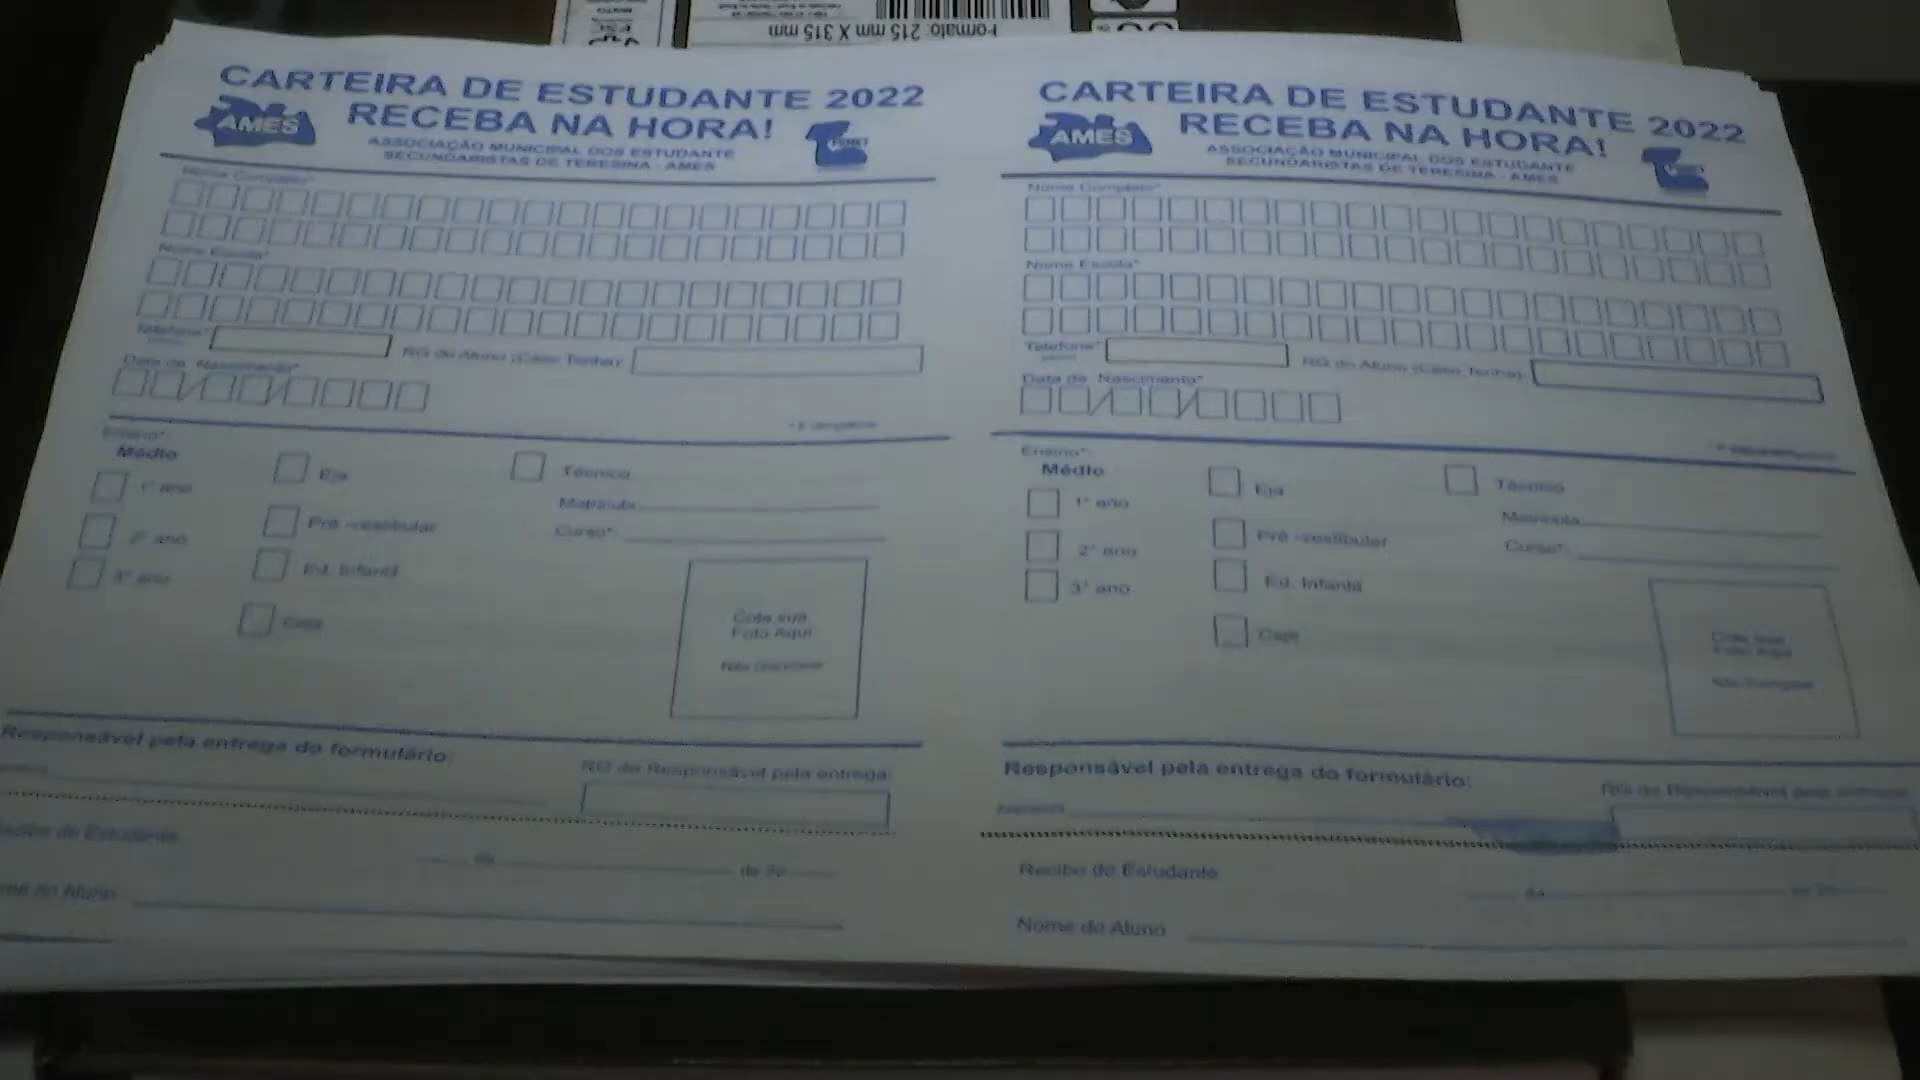 Formato: 215 mm X 315 mm
CARTEIRA DE ESTUDANTE 2022
RECEBA NA HORA!
AMES
ASSOCIAÇÃO MUNICIPAL DOS ESTUDANTE
SECUNDARISTAS DE TERESINA - AMES
Nome Completo*
Nome Escola*
Telefone*
RG do Aluno (Caso Tenha)
Data de Nascimento*
Ensino*:
Médio
1° ano
2° ano
3° ano
Eja
Pré -vestibular
Ed. Infantil
Técnico
Matrícula
Curso*:
Cole sua
Foto Aqui
Responsável pela entrega do formulário:
RG do Responsável pela entrega:
de
de 20
CARTEIRA DE ESTUDANTE 2022
RECEBA NA HORA!
AMES
ASSOCIAÇÃO MUNICIPAL DOS ESTUDANTE
SECUNDARISTAS DE TERESINA - AMES
Nome Completo*
Nome Escola*
Telefone*
RG do Aluno (Caso Tenha)
Data de Nascimento*
Ensino*:
Médio
1° ano
2° ano
3° ano
Eja
Pré -vestibular
Ed. Infantil
Técnico
Matrícula
Curso*:
Cole sua
Foto Aqui
Responsável pela entrega do formulário:
RG do Responsável pela entrega:
Recibo do Estudante
de
Nome do Aluno